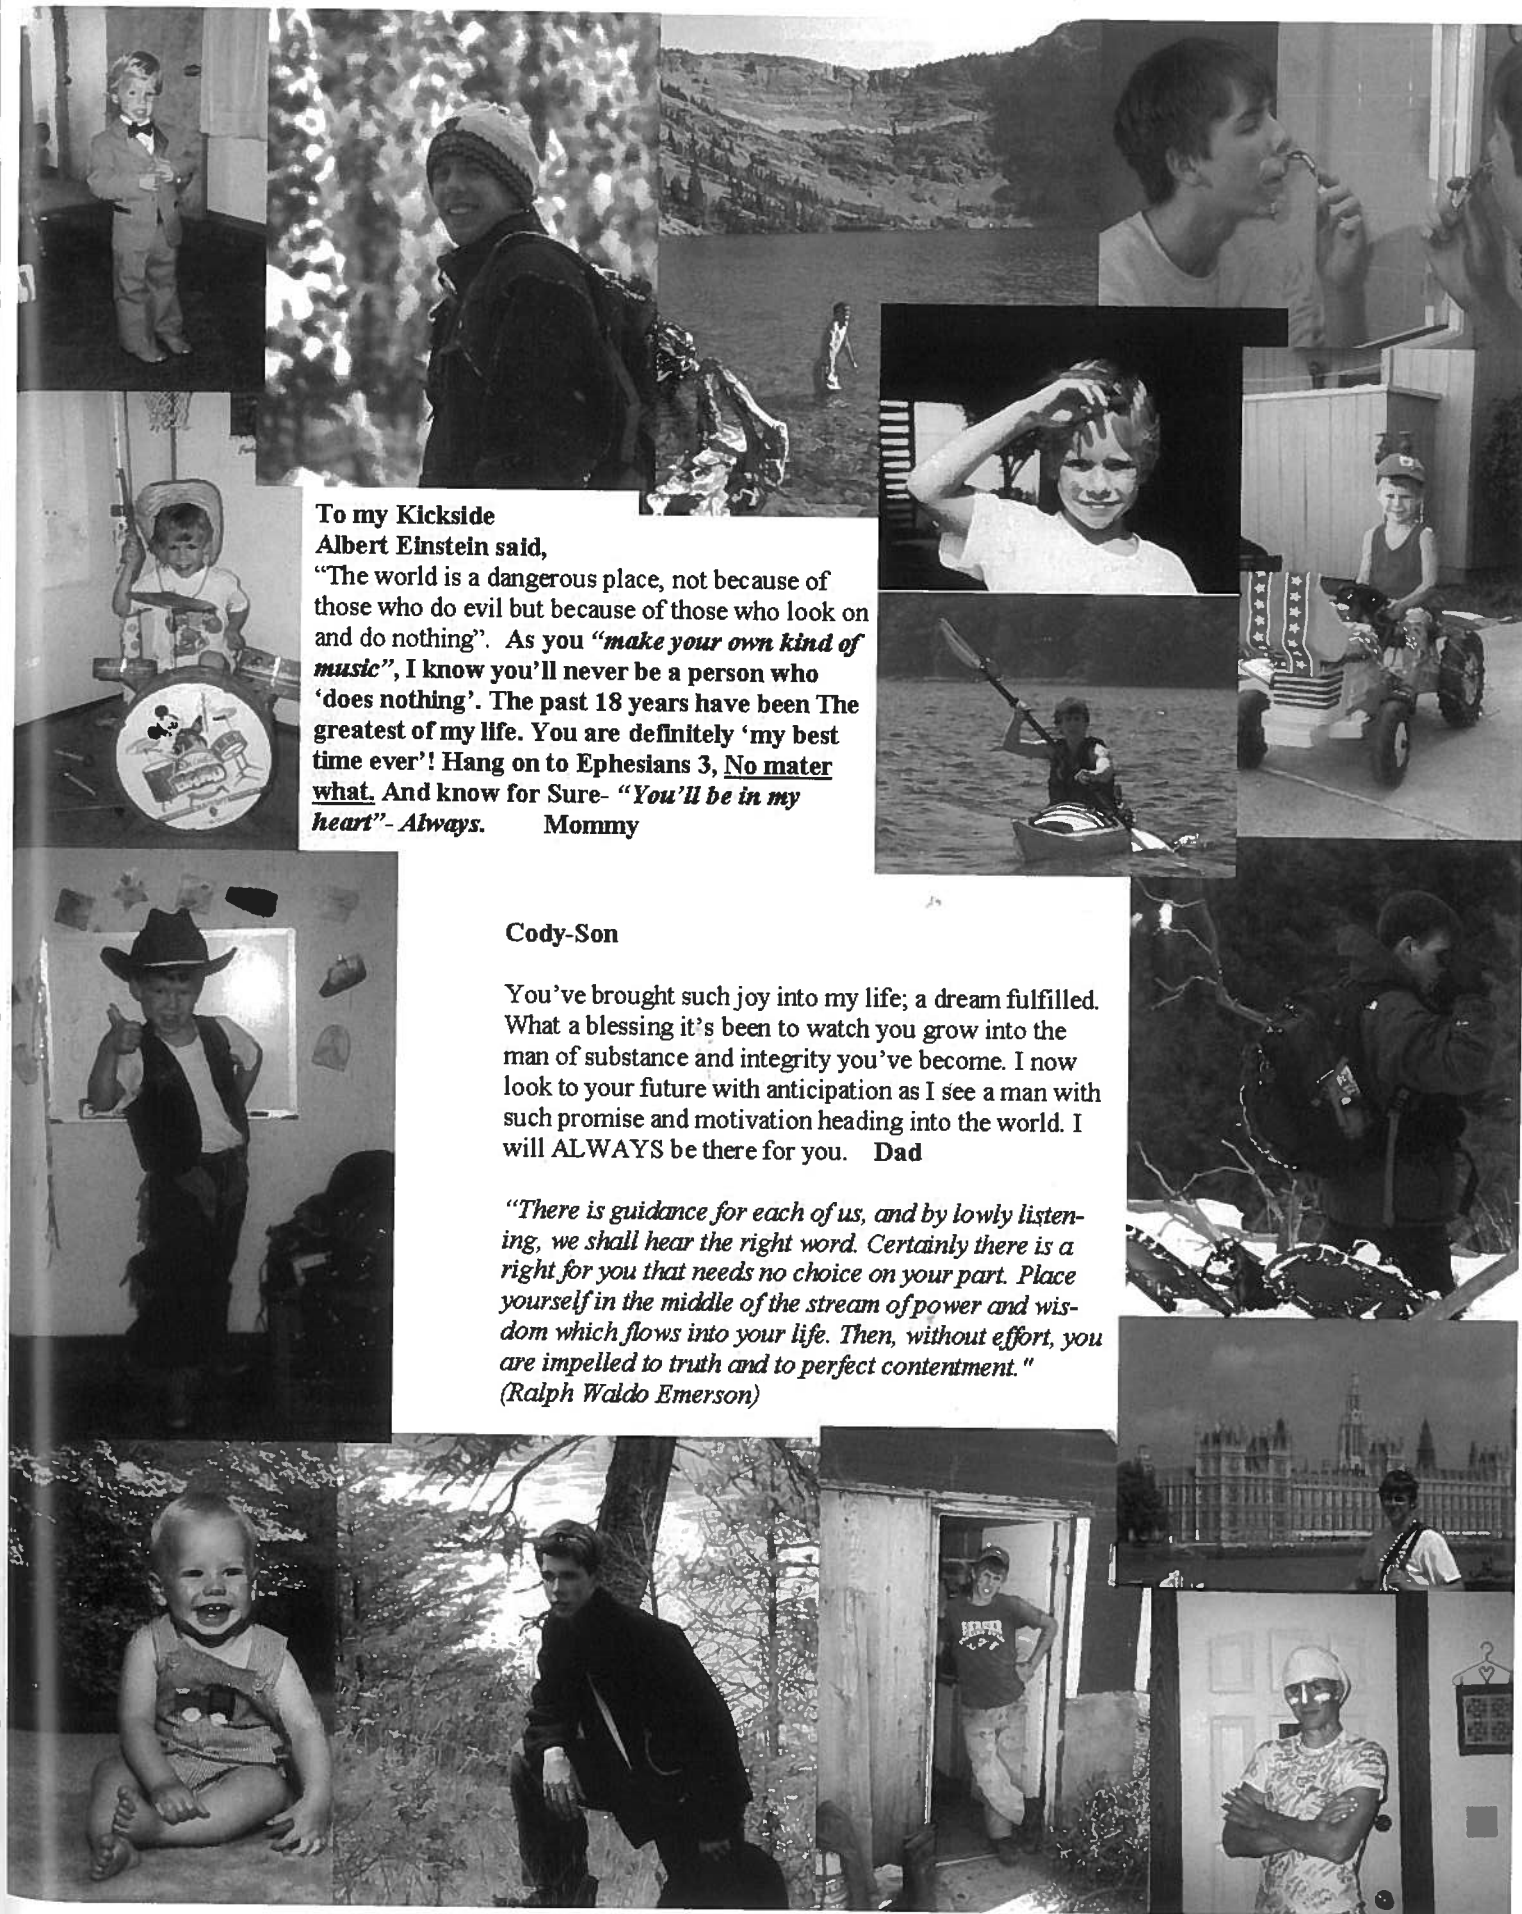 To my Kickside
Albert Einstein said,
“The world is a dangerous place, not because of
those who do evil but because of those who look on
and do nothing”. As you “make your own kind of
music”, I know you’ll never be a person who
‘does nothing’. The past 18 years have been The
greatest of my life. You are definitely ‘my best
time ever’! Hang on to Ephesians 3, No mater
what. And know for Sure- “You’ll be in my
heart”- Always. Mommy
Cody-Son
You’ve brought such joy into my life; a dream fulfilled.
What a blessing it’s been to watch you grow into the
man of substance and integrity you’ve become. I now
look to your future with anticipation as I see a man with
such promise and motivation heading into the world. I
will ALWAYS be there for you. Dad
“There is guidance for each of us, and by lowly listen-
ing, we shall hear the right word. Certainly there is a
right for you that needs no choice on your part. Place
yourself in the middle of the stream of power and wis-
dom which flows into your life. Then, without effort, you
are impelled to truth and to perfect contentment."
(Ralph Waldo Emerson)